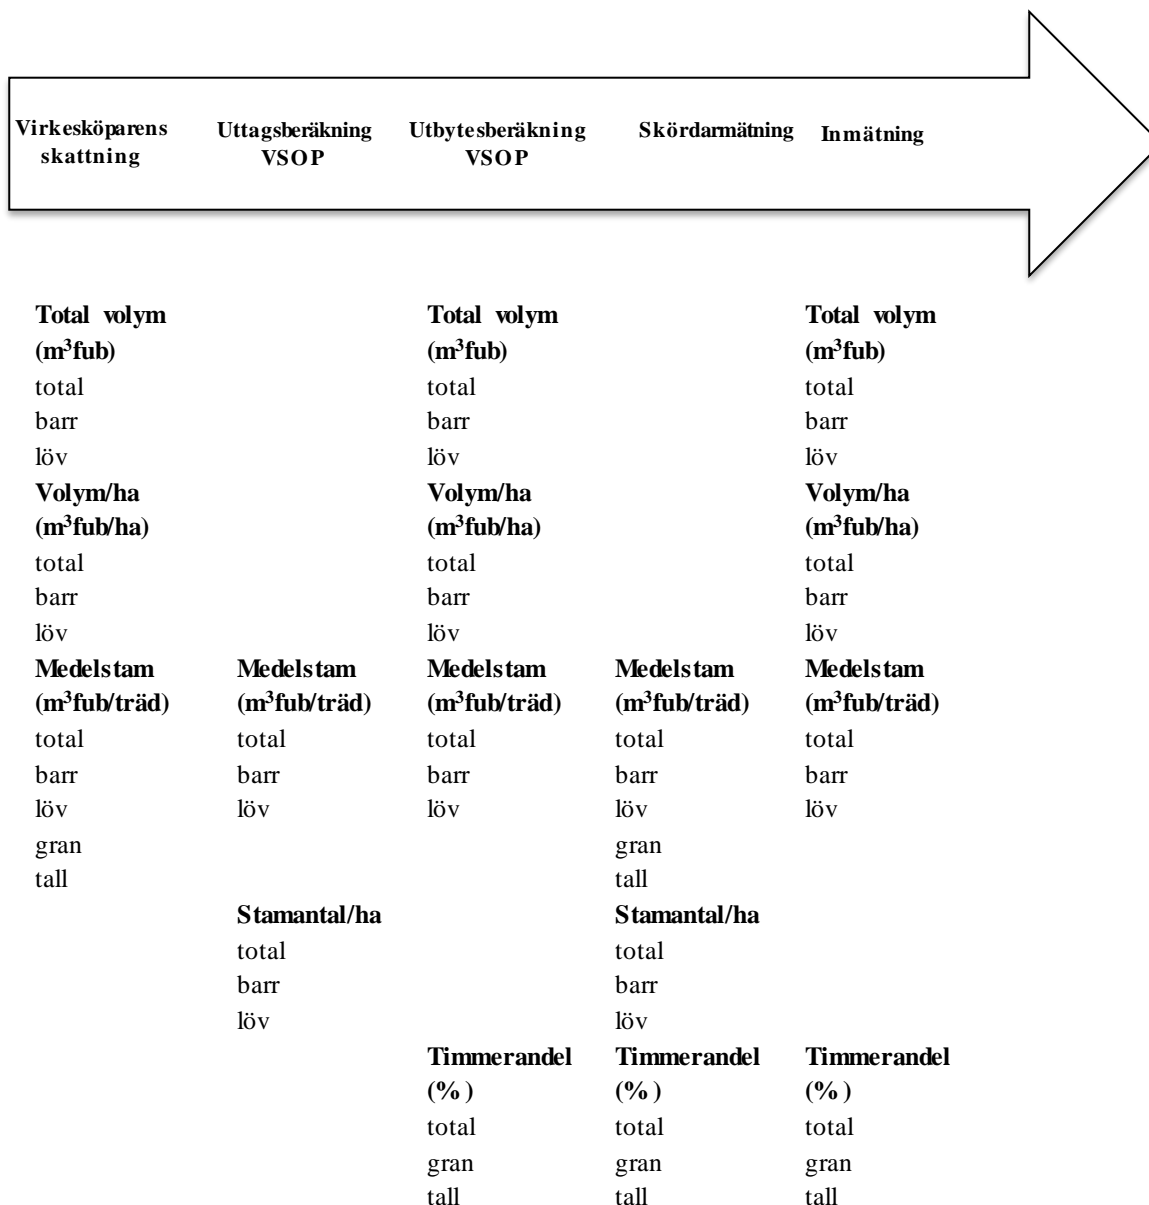 Virkesköparens skattning
Uttagsberäkning VSOP
Utbytesberäkning VSOP
Skördarmätning
Inmätning
Total volym Total volym Total volym
(m³fub) (m³fub) (m³fub)
total total total
barr barr barr
löv löv löv
Volym/ha Volym/ha Volym/ha
(m³fub/ha) (m³fub/ha) (m³fub/ha)
total total total
barr barr barr
löv löv löv
Medelstam Medelstam Medelstam Medelstam Medelstam
(m³fub/träd) (m³fub/träd) (m³fub/träd) (m³fub/träd) (m³fub/träd)
total total total total total
barr barr barr barr barr
löv löv löv löv löv
gran gran
tall tall
Stamantal/ha Stamantal/ha
total total
barr barr
löv löv
Timmerandel Timmerandel Timmerandel
(%) (%) (%)
total total total
gran gran gran
tall tall tall